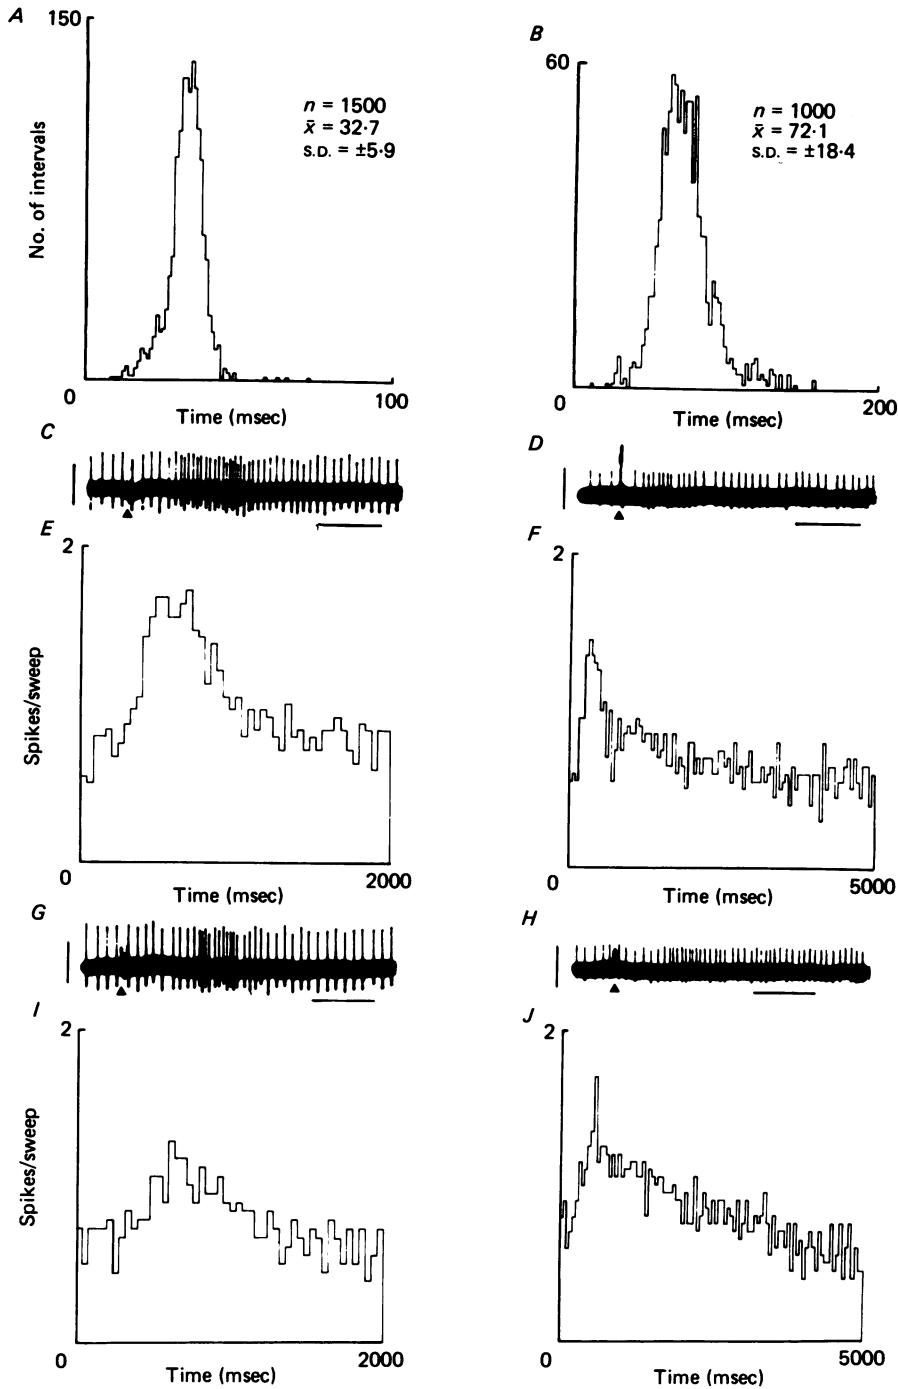 A
150
No. of intervals
n = 1500
x̄ = 32·7
S.D. = ±5·9
0
100
Time (msec)
B
60
n = 1000
x̄ = 72·1
S.D. = ±18·4
0
200
Time (msec)
C
D
E
2
Spikes/sweep
0
2000
Time (msec)
F
2
0
5000
Time (msec)
G
H
I
2
Spikes/sweep
0
2000
Time (msec)
J
2
0
5000
Time (msec)